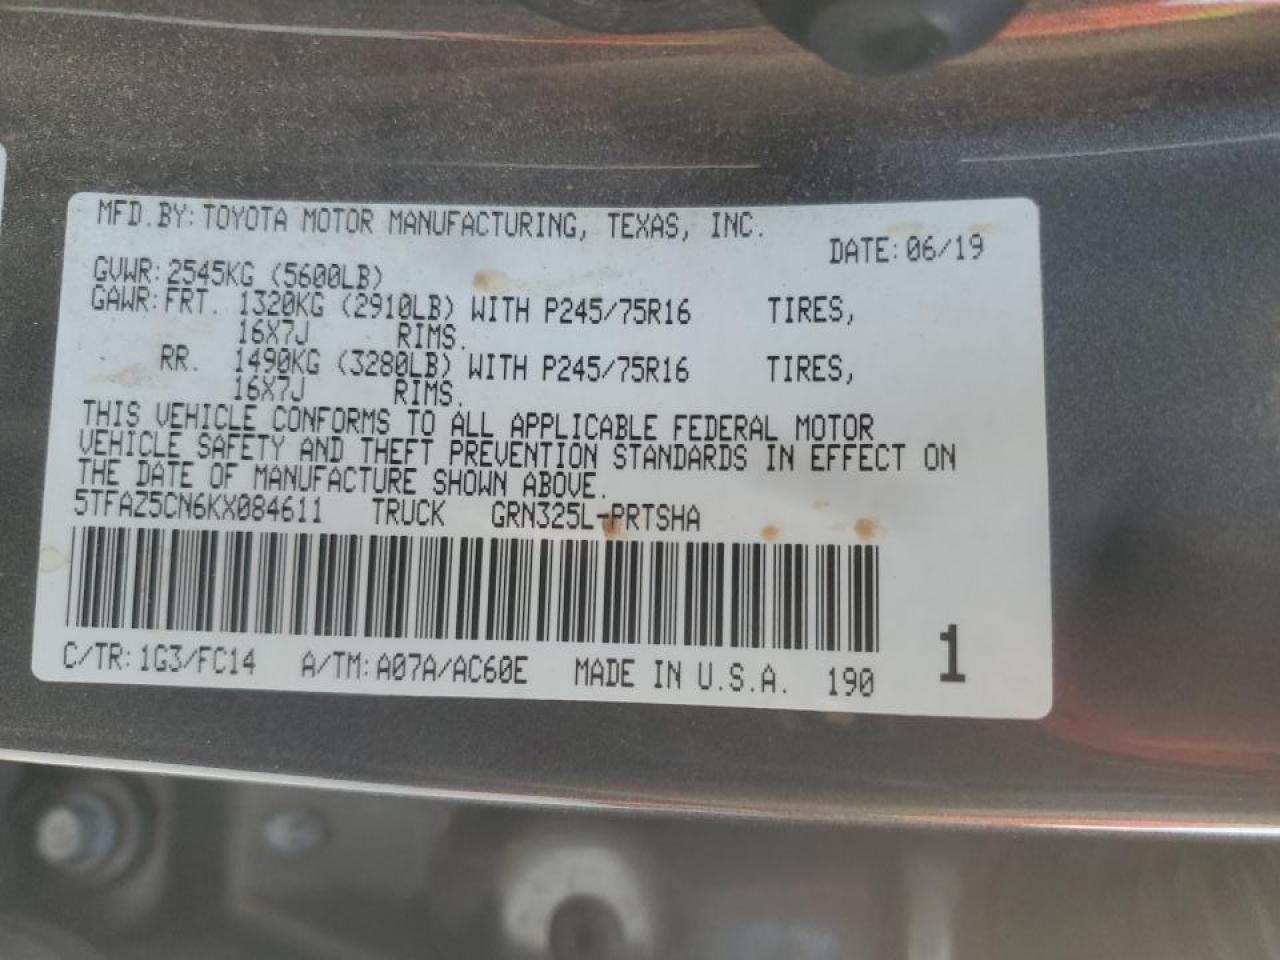 MFD.BY: TOYOTA MOTOR MANUFACTURING, TEXAS, INC.
DATE: 06/19
GVWR: 2545KG (5600LB)
GAWR: FRT. 1320KG (2910LB) WITH P245/75R16 TIRES,
16X7J RIMS.
RR. 1490KG (3280LB) WITH P245/75R16 TIRES,
16X7J RIMS.
THIS VEHICLE CONFORMS TO ALL APPLICABLE FEDERAL MOTOR
VEHICLE SAFETY AND THEFT PREVENTION STANDARDS IN EFFECT ON
THE DATE OF MANUFACTURE SHOWN ABOVE.
5TFAZ5CN6KX084611 TRUCK GRN325L-PRTSHA
C/TR: 1G3/FC14 A/TM: A07A/AC60E MADE IN U.S.A. 190
1